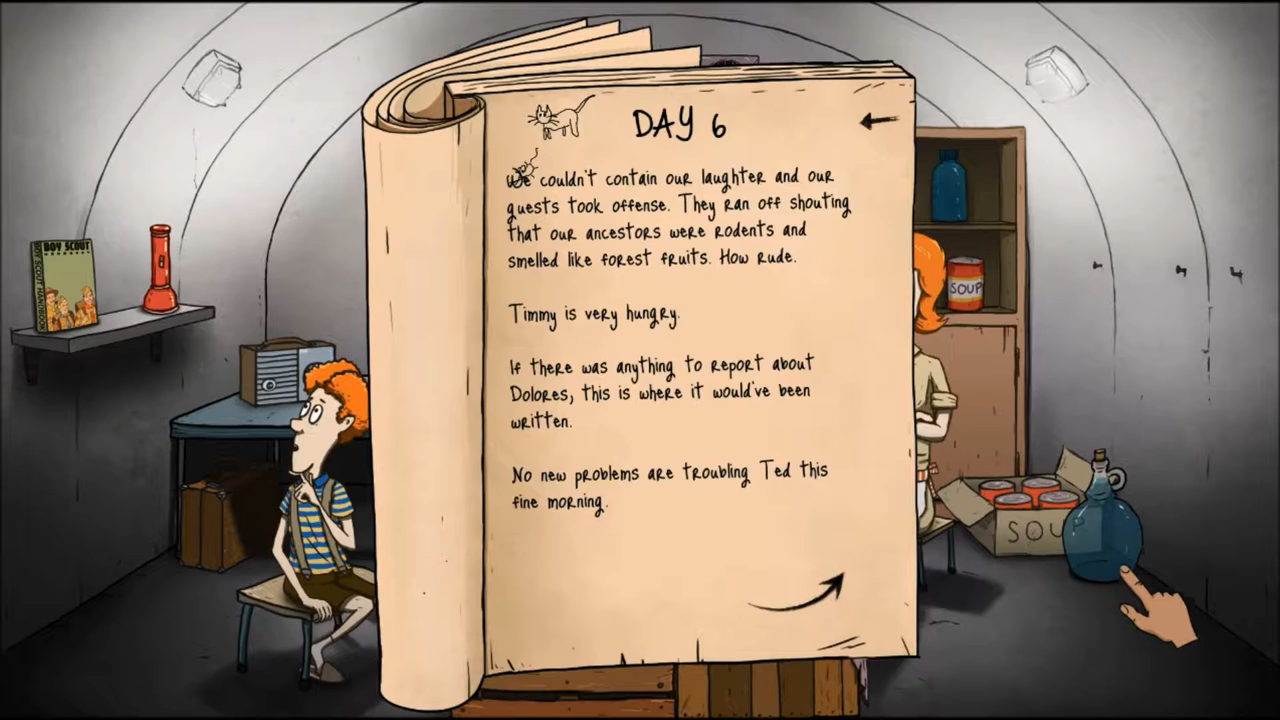 DAY 6
We couldn't contain our laughter and our
guests took offense. They ran off shouting
that our ancestors were rodents and
smelled like forest fruits. How rude.
Timmy is very hungry.
If there was anything to report about
Dolores, this is where it would've been
written.
No new problems are troubling Ted this
fine morning.
BOY SCOUT
BOY SCOUT HANDBOOK
SOUP
SOUP